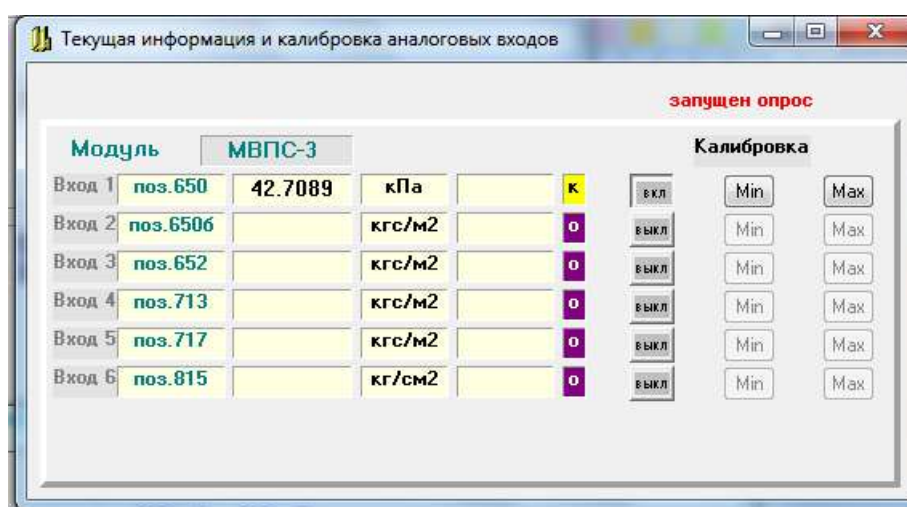 Текущая информация и калибровка аналоговых входов
запущен опрос
Модуль МВПС-3 Калибровка
Вход 1 поз.650 42.7089 кПа к вкл Min Max
Вход 2 поз.650б кгс/м2 о выкл Min Max
Вход 3 поз.652 кгс/м2 о выкл Min Max
Вход 4 поз.713 кгс/м2 о выкл Min Max
Вход 5 поз.717 кгс/м2 о выкл Min Max
Вход 6 поз.815 кг/см2 о выкл Min Max